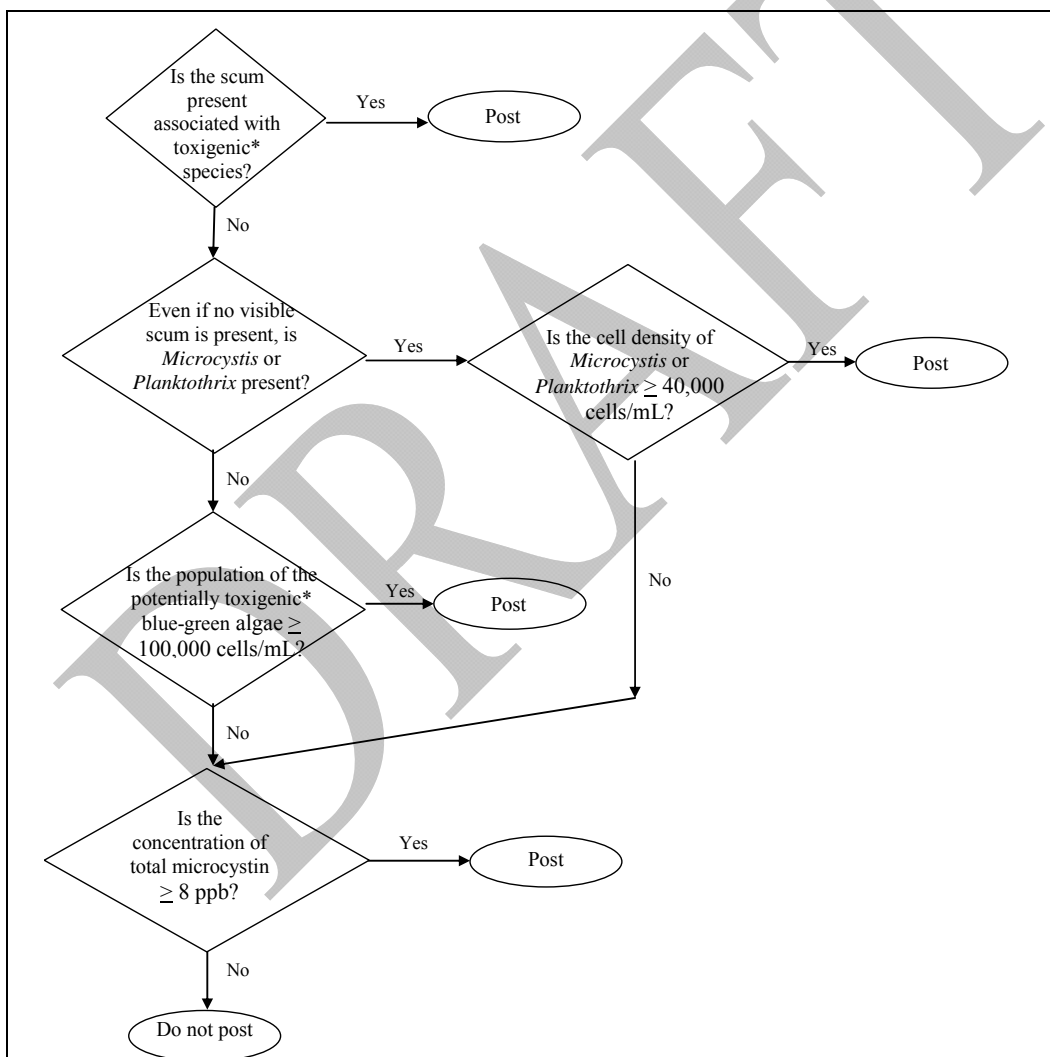 Is the scum
present
associated with
toxigenic*
species?
Yes
Post
No
Even if no visible
scum is present, is
Microcystis or
Planktothrix present?
Yes
Is the cell density of
Microcystis or
Planktothrix ≥ 40,000
cells/mL?
Yes
Post
No
Is the population of the
potentially toxigenic*
blue-green algae ≥
100,000 cells/mL?
Yes
Post
No
No
Is the
concentration of
total microcystin
≥ 8 ppb?
Yes
Post
No
Do not post
DRAFT